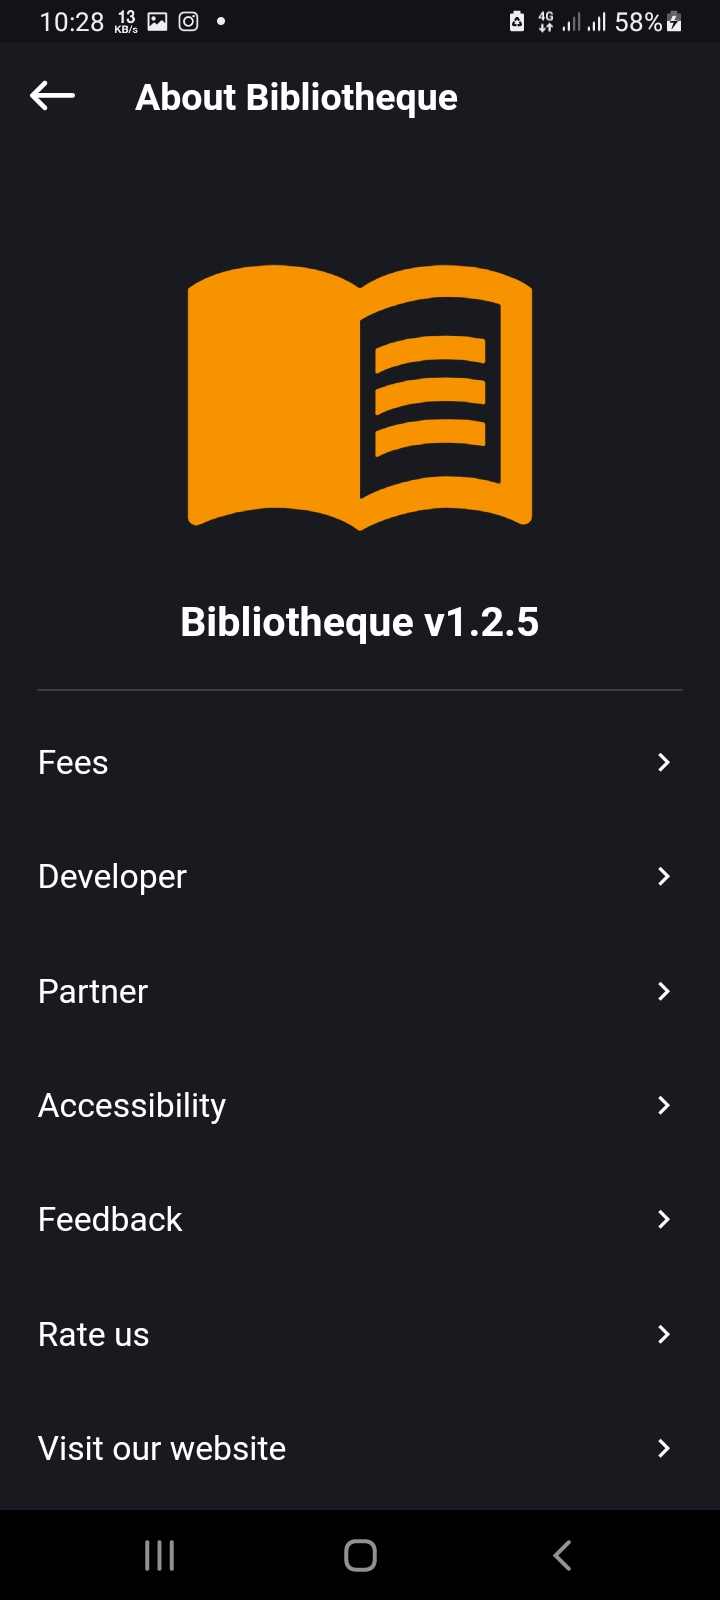 10:28 13 KB/s 4G 58%
About Bibliotheque
Bibliotheque v1.2.5
Fees
Developer
Partner
Accessibility
Feedback
Rate us
Visit our website